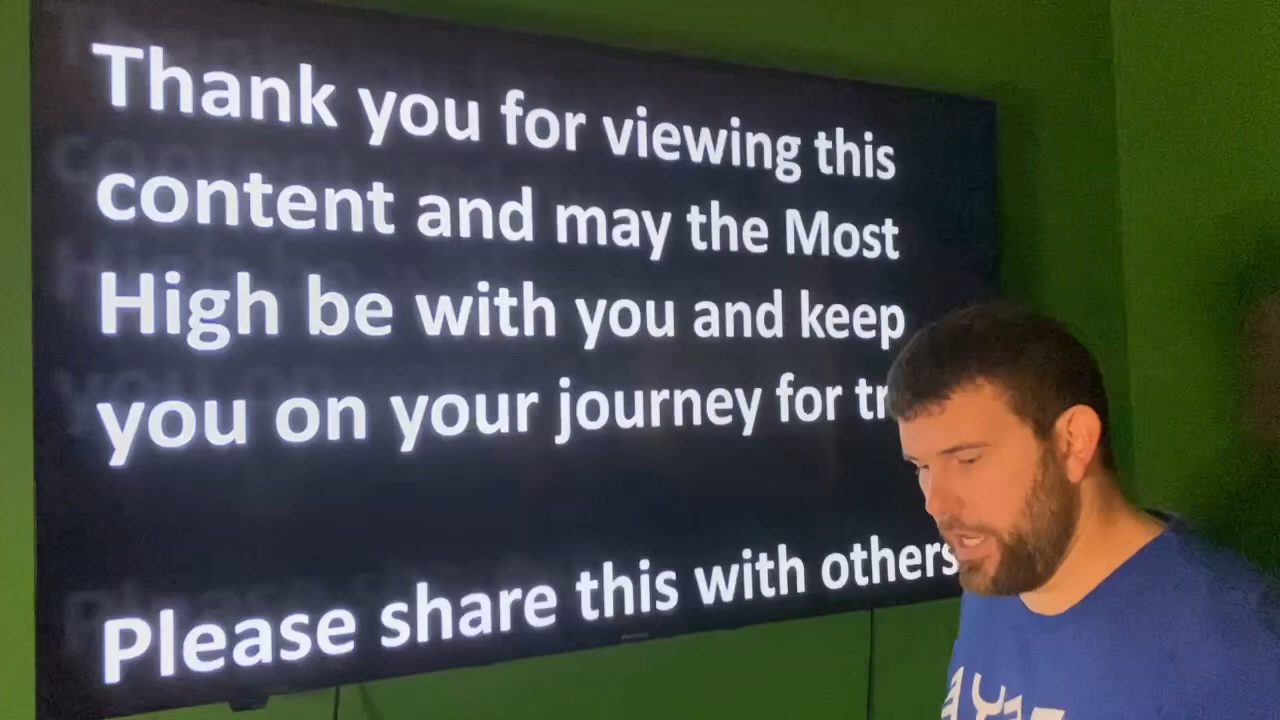 Thank you for viewing this
content and may the Most
High be with you and keep
you on your journey for
Please share this with others